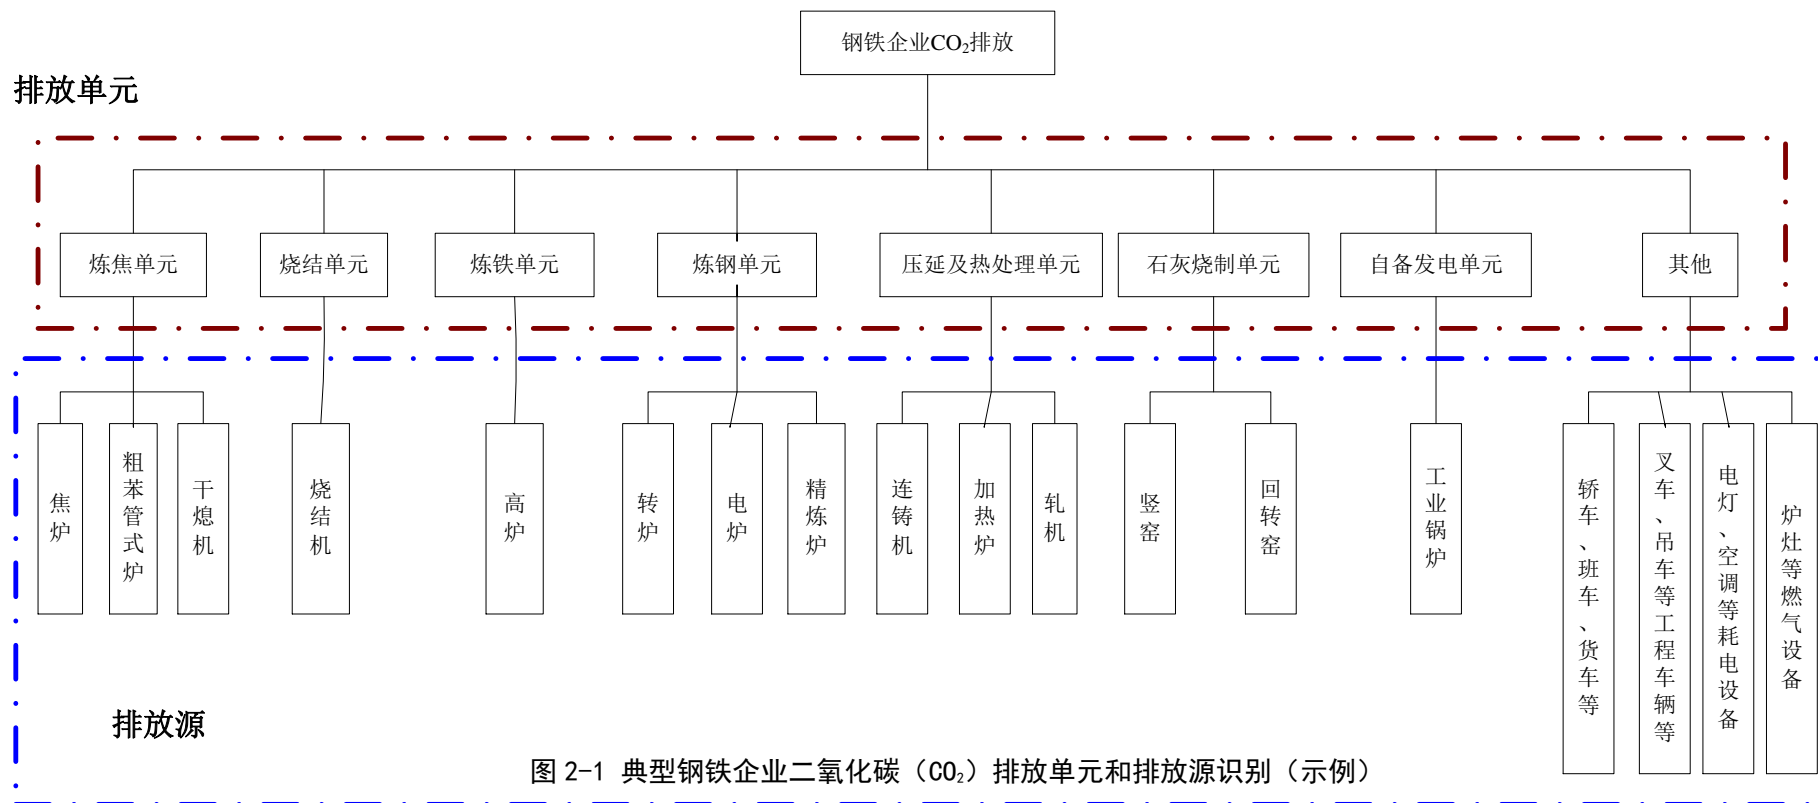 钢铁企业CO₂排放
排放单元
炼焦单元
烧结单元
炼铁单元
炼钢单元
压延及热处理单元
石灰烧制单元
自备发电单元
其他
焦炉
粗苯管式炉
干熄机
烧结机
高炉
转炉
电炉
精炼炉
连铸机
加热炉
轧机
竖窑
回转窑
工业锅炉
轿车、班车、货车等
叉车、吊车等工程车辆等
电灯、空调等耗电设备
炉灶等燃气设备
排放源
图 2-1 典型钢铁企业二氧化碳（CO₂）排放单元和排放源识别（示例）